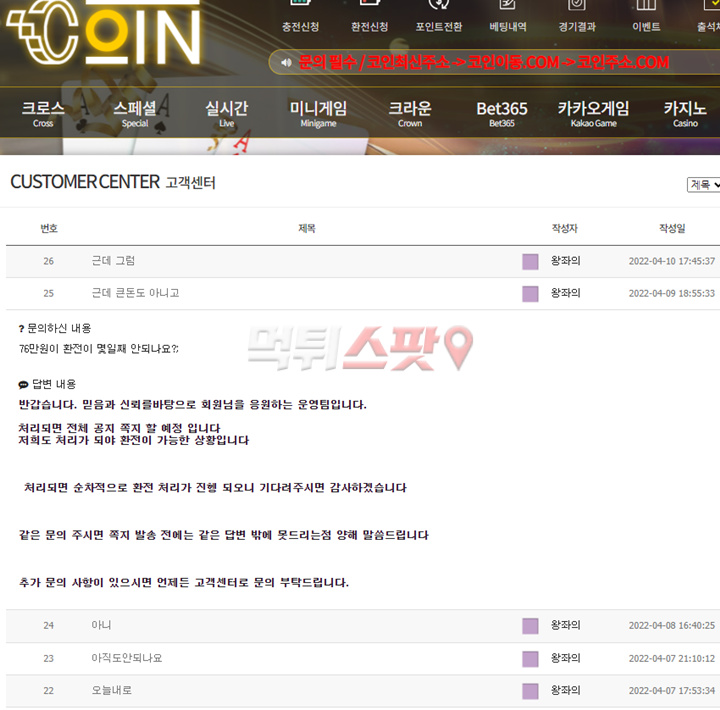 COIN
충전신청 환전신청 포인트전환 베팅내역 경기결과 이벤트 출석
문의 필수 / 코인최신주소 -> 코인이동.COM -> 코인주소.COM
크로스 스페셜 실시간 미니게임 크라운 Bet365 카카오게임 카지노
Cross Special Live Minigame Crown Bet365 Kakao Game Casino
CUSTOMER CENTER 고객센터
제목
번호 제목 작성자 작성일
26 근데 그럼 왕좌의 2022-04-10 17:45:37
25 근데 큰돈도 아니고 왕좌의 2022-04-09 18:55:33
? 문의하신 내용
76만원이 환전이 몇일째 안되나요?;
먹튀스팟
답변 내용
반갑습니다. 믿음과 신뢰를바탕으로 회원님을 응원하는 운영팀입니다.
처리되면 전체 공지 쪽지 할 예정 입니다
저희도 처리가 되야 환전이 가능한 상황입니다
처리되면 순차적으로 환전 처리가 진행 되오니 기다려주시면 감사하겠습니다
같은 문의 주시면 쪽지 발송 전에는 같은 답변 밖에 못드리는점 양해 말씀드립니다
추가 문의 사항이 있으시면 언제든 고객센터로 문의 부탁드립니다.
24 아니 왕좌의 2022-04-08 16:40:25
23 아직도안되나요 왕좌의 2022-04-07 21:10:12
22 오늘내로 왕좌의 2022-04-07 17:53:34